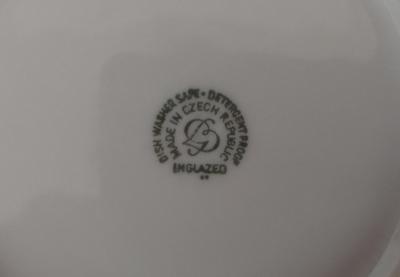 DISH WASHER SAFE • DETERGENT PROOF
MADE IN CZECH REPUBLIC
INGLAZED